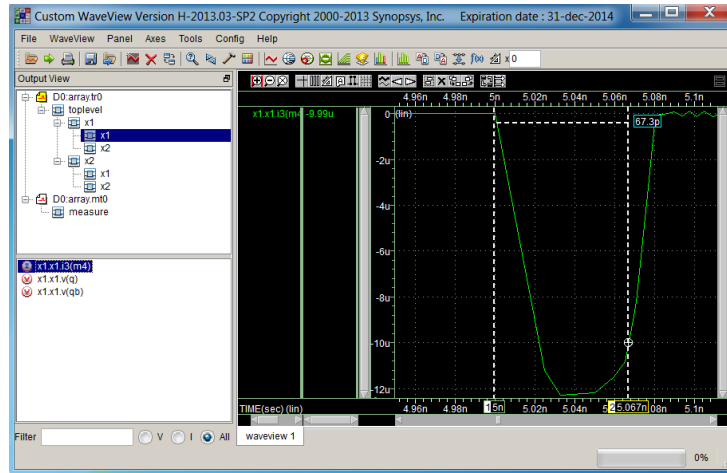 Custom WaveView Version H-2013.03-SP2 Copyright 2000-2013 Synopsys, Inc. Expiration date : 31-dec-2014
File WaveView Panel Axes Tools Config Help
f(x) x0
Output View
D0:array.tr0
toplevel
x1
x1
x2
x2
x1
x2
D0:array.mt0
measure
x1.x1.i3(m4)
x1.x1.v(q)
x1.x1.v(qb)
Filter
V I All
4.96n 4.98n 5n 5.02n 5.04n 5.06n 5.08n 5.1n
x1.x1.i3(m4 -9.99u
0 (lin)
67.3p
-2u
-4u
-6u
-8u
-10u
-12u
TIME(sec) (lin)
4.96n 4.98n 1 5n 5.02n 5.04n 2 5.067n 08n 5.1n
waveview 1
0%